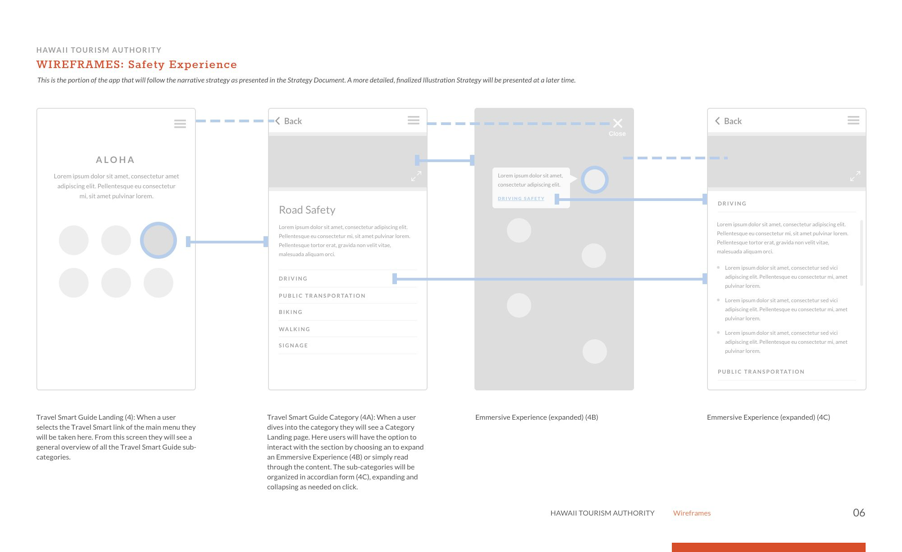 HAWAII TOURISM AUTHORITY
WIREFRAMES: Safety Experience
This is the portion of the app that will follow the narrative strategy as presented in the Strategy Document. A more detailed, finalized Illustration Strategy will be presented at a later time.
ALOHA
Lorem ipsum dolor sit amet, consectetur
adipiscing elit. Pellentesque eu consectetur
mi, sit amet pulvinar lorem.
Back
Road Safety
Lorem ipsum dolor sit amet, consectetur adipiscing elit.
Pellentesque eu consectetur mi, amet pulvinar lorem.
Pellentesque tortor erat, gravida non velit vitae,
malesuada aliquam orci.
DRIVING
PUBLIC TRANSPORTATION
BIKING
WALKING
SIGNAGE
Close
Lorem ipsum dolor sit amet,
consectetur adipiscing elit.
DRIVING SAFETY
Back
DRIVING
Lorem ipsum dolor sit amet, consectetur adipiscing elit.
Pellentesque eu consectetur mi, amet pulvinar lorem.
Pellentesque tortor erat, gravida non velit vitae,
malesuada aliquam orci.
Lorem ipsum dolor sit amet, consectetur sed vici
adipiscing elit. Pellentesque eu consectetur mi, amet
pulvinar lorem.
Lorem ipsum dolor sit amet, consectetur sed vici
adipiscing elit. Pellentesque eu consectetur mi, amet
pulvinar lorem.
Lorem ipsum dolor sit amet, consectetur sed vici
adipiscing elit. Pellentesque eu consectetur mi, amet
pulvinar lorem.
PUBLIC TRANSPORTATION
Travel Smart Guide Landing (4): When a user
selects the Travel Smart link of the main menu they
will be taken here. From this screen they will see a
general overview of all the Travel Smart Guide sub-
categories.
Travel Smart Guide Category (4A): When a user
dives into the category they will see a Category
Landing page. Here users will have the option to
interact with the section by choosing an to expand
an Emmersive Experience (4B) or simply read
through the content. The sub-categories will be
organized in accordian form (4C), expanding and
collapsing as needed on click.
Emmersive Experience (expanded) (4B)
Emmersive Experience (expanded) (4C)
HAWAII TOURISM AUTHORITY
Wireframes
06